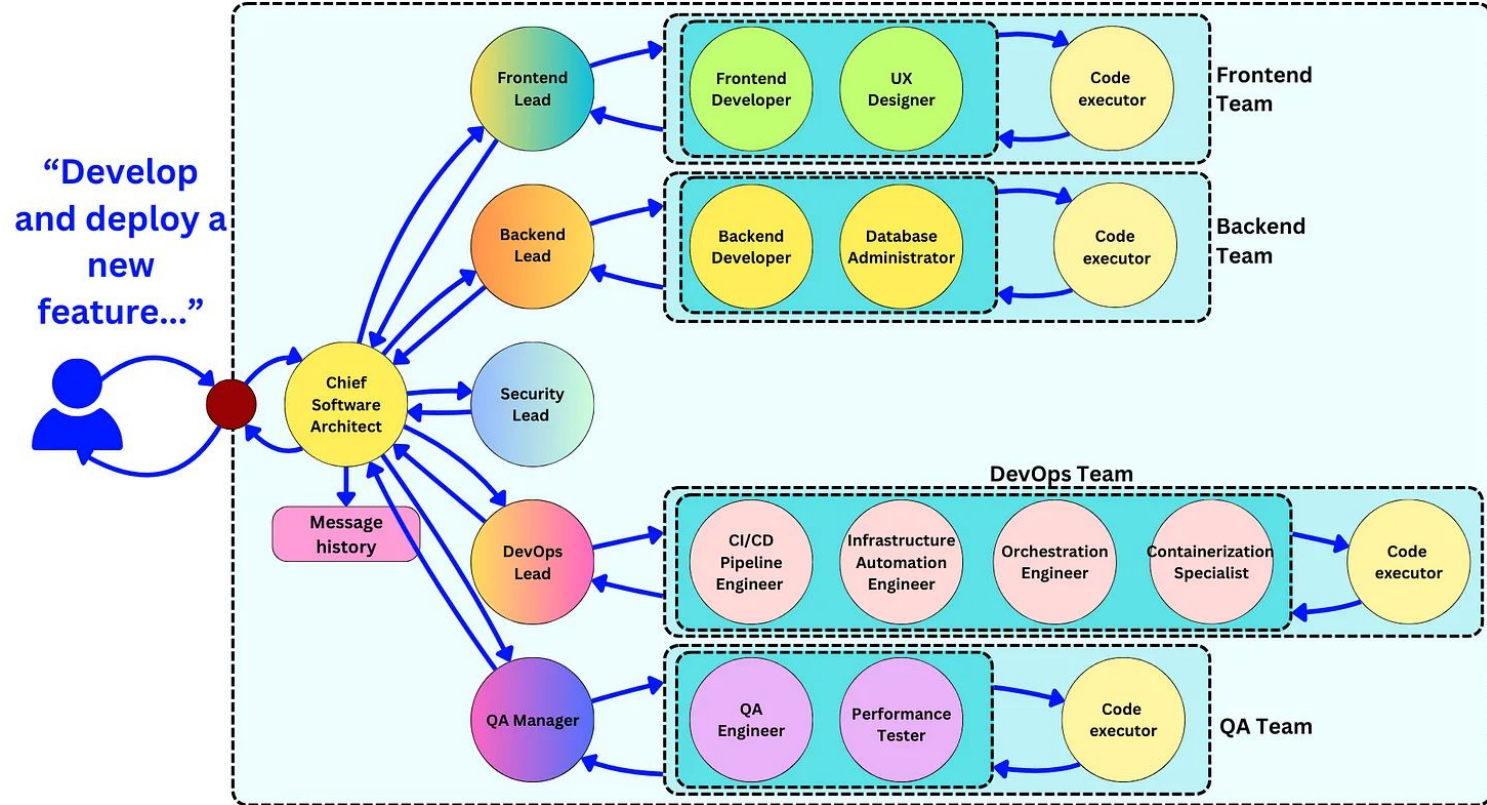 “Develop
and deploy a
new
feature...”
Chief
Software
Architect
Message
history
Frontend
Lead
Frontend
Developer
UX
Designer
Code
executor
Frontend
Team
Backend
Lead
Backend
Developer
Database
Administrator
Code
executor
Backend
Team
Security
Lead
DevOps Team
DevOps
Lead
CI/CD
Pipeline
Engineer
Infrastructure
Automation
Engineer
Orchestration
Engineer
Containerization
Specialist
Code
executor
QA Manager
QA
Engineer
Performance
Tester
Code
executor
QA Team